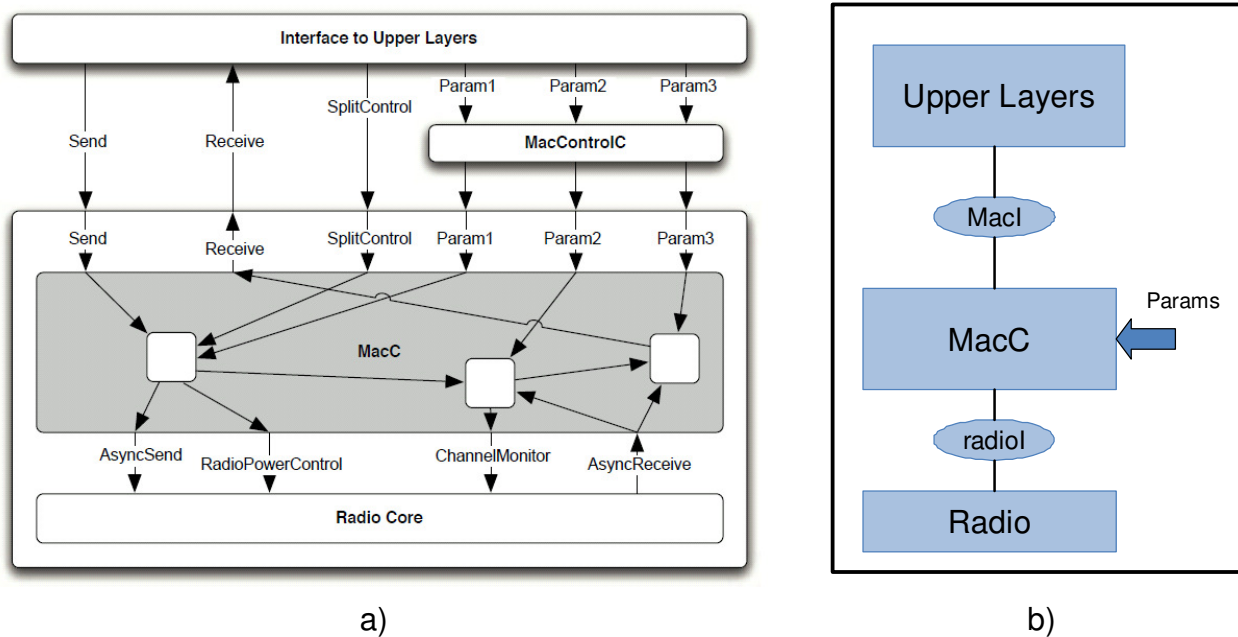 Interface to Upper Layers
Param1 Param2 Param3
SplitControl
Send Receive MacControlC
Send Receive SplitControl Param1 Param2 Param3
MacC
AsyncSend RadioPowerControl ChannelMonitor AsyncReceive
Radio Core
a)
Upper Layers
MacI
Params
MacC
radioI
Radio
b)